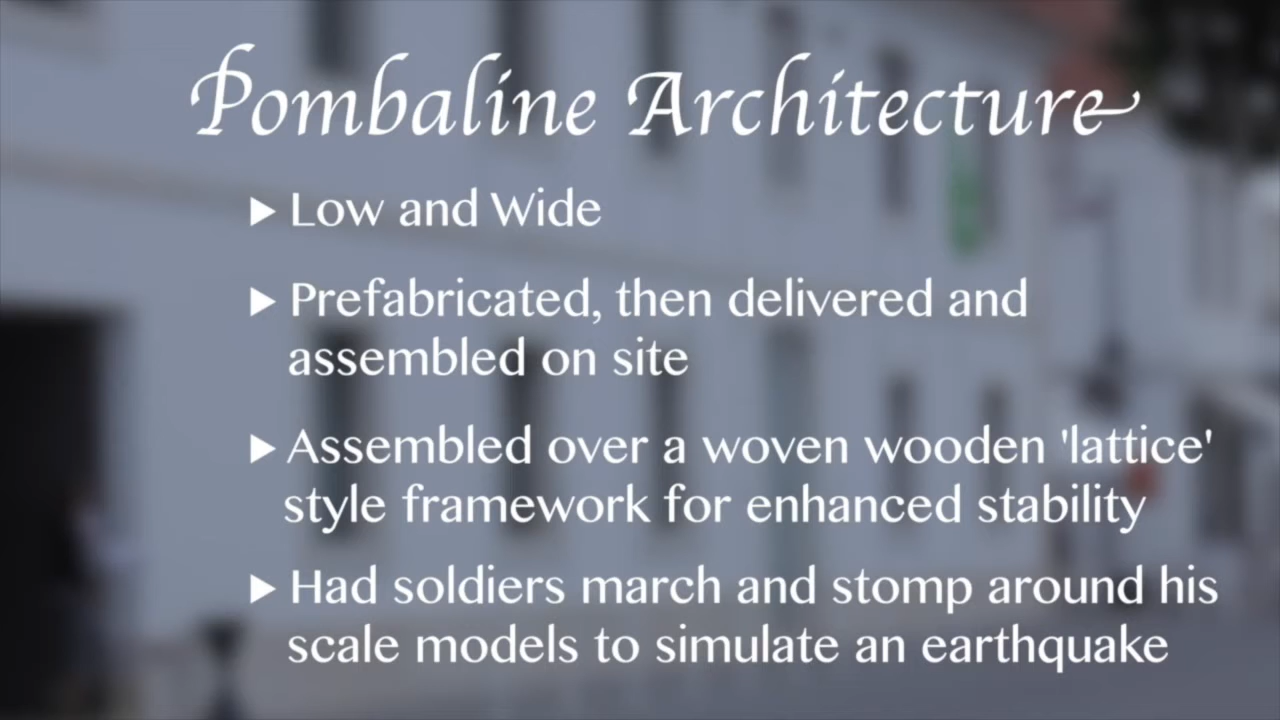 Pombaline Architecture
▶ Low and Wide
▶ Prefabricated, then delivered and
assembled on site
▶ Assembled over a woven wooden 'lattice'
style framework for enhanced stability
▶ Had soldiers march and stomp around his
scale models to simulate an earthquake